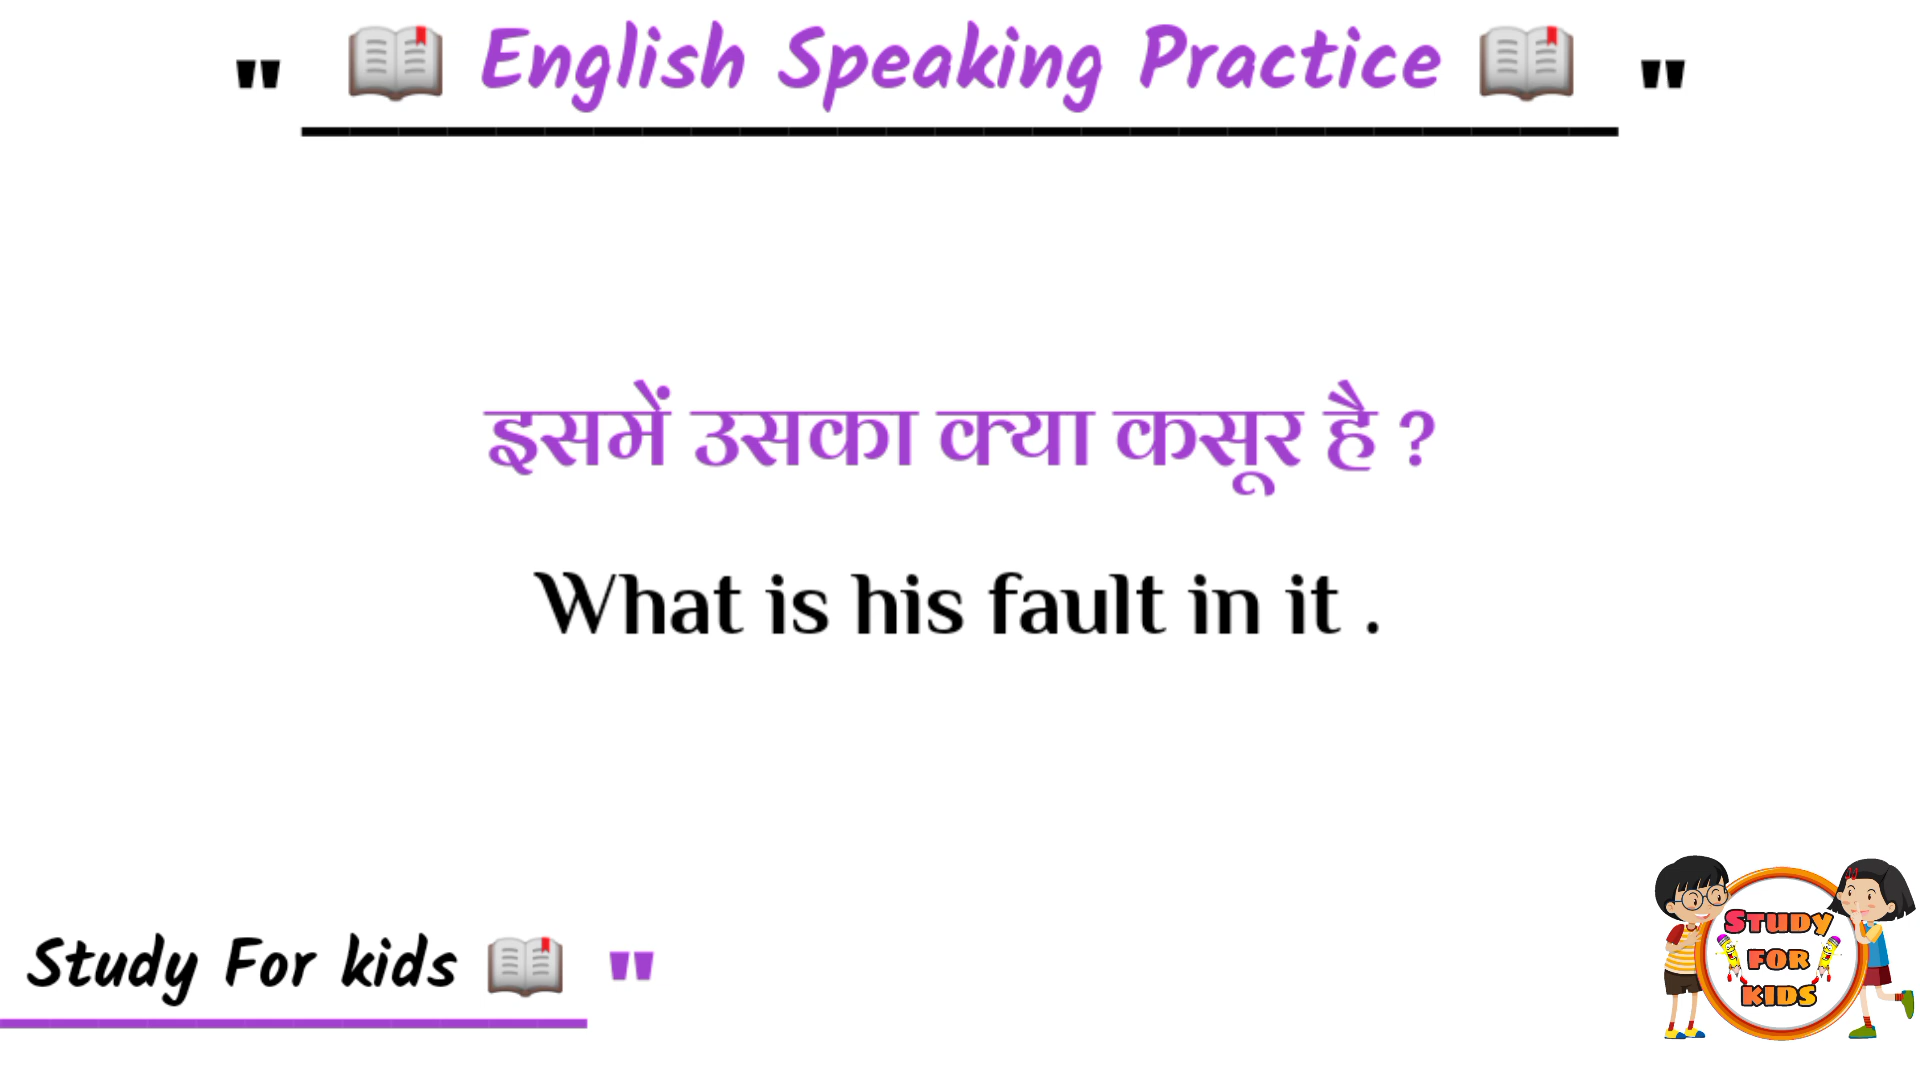 " 📖 English Speaking Practice 📖 "
इसमें उसका क्या कसूर है ?
What is his fault in it .
Study For kids 📖 "
STUDY
FOR
KIDS